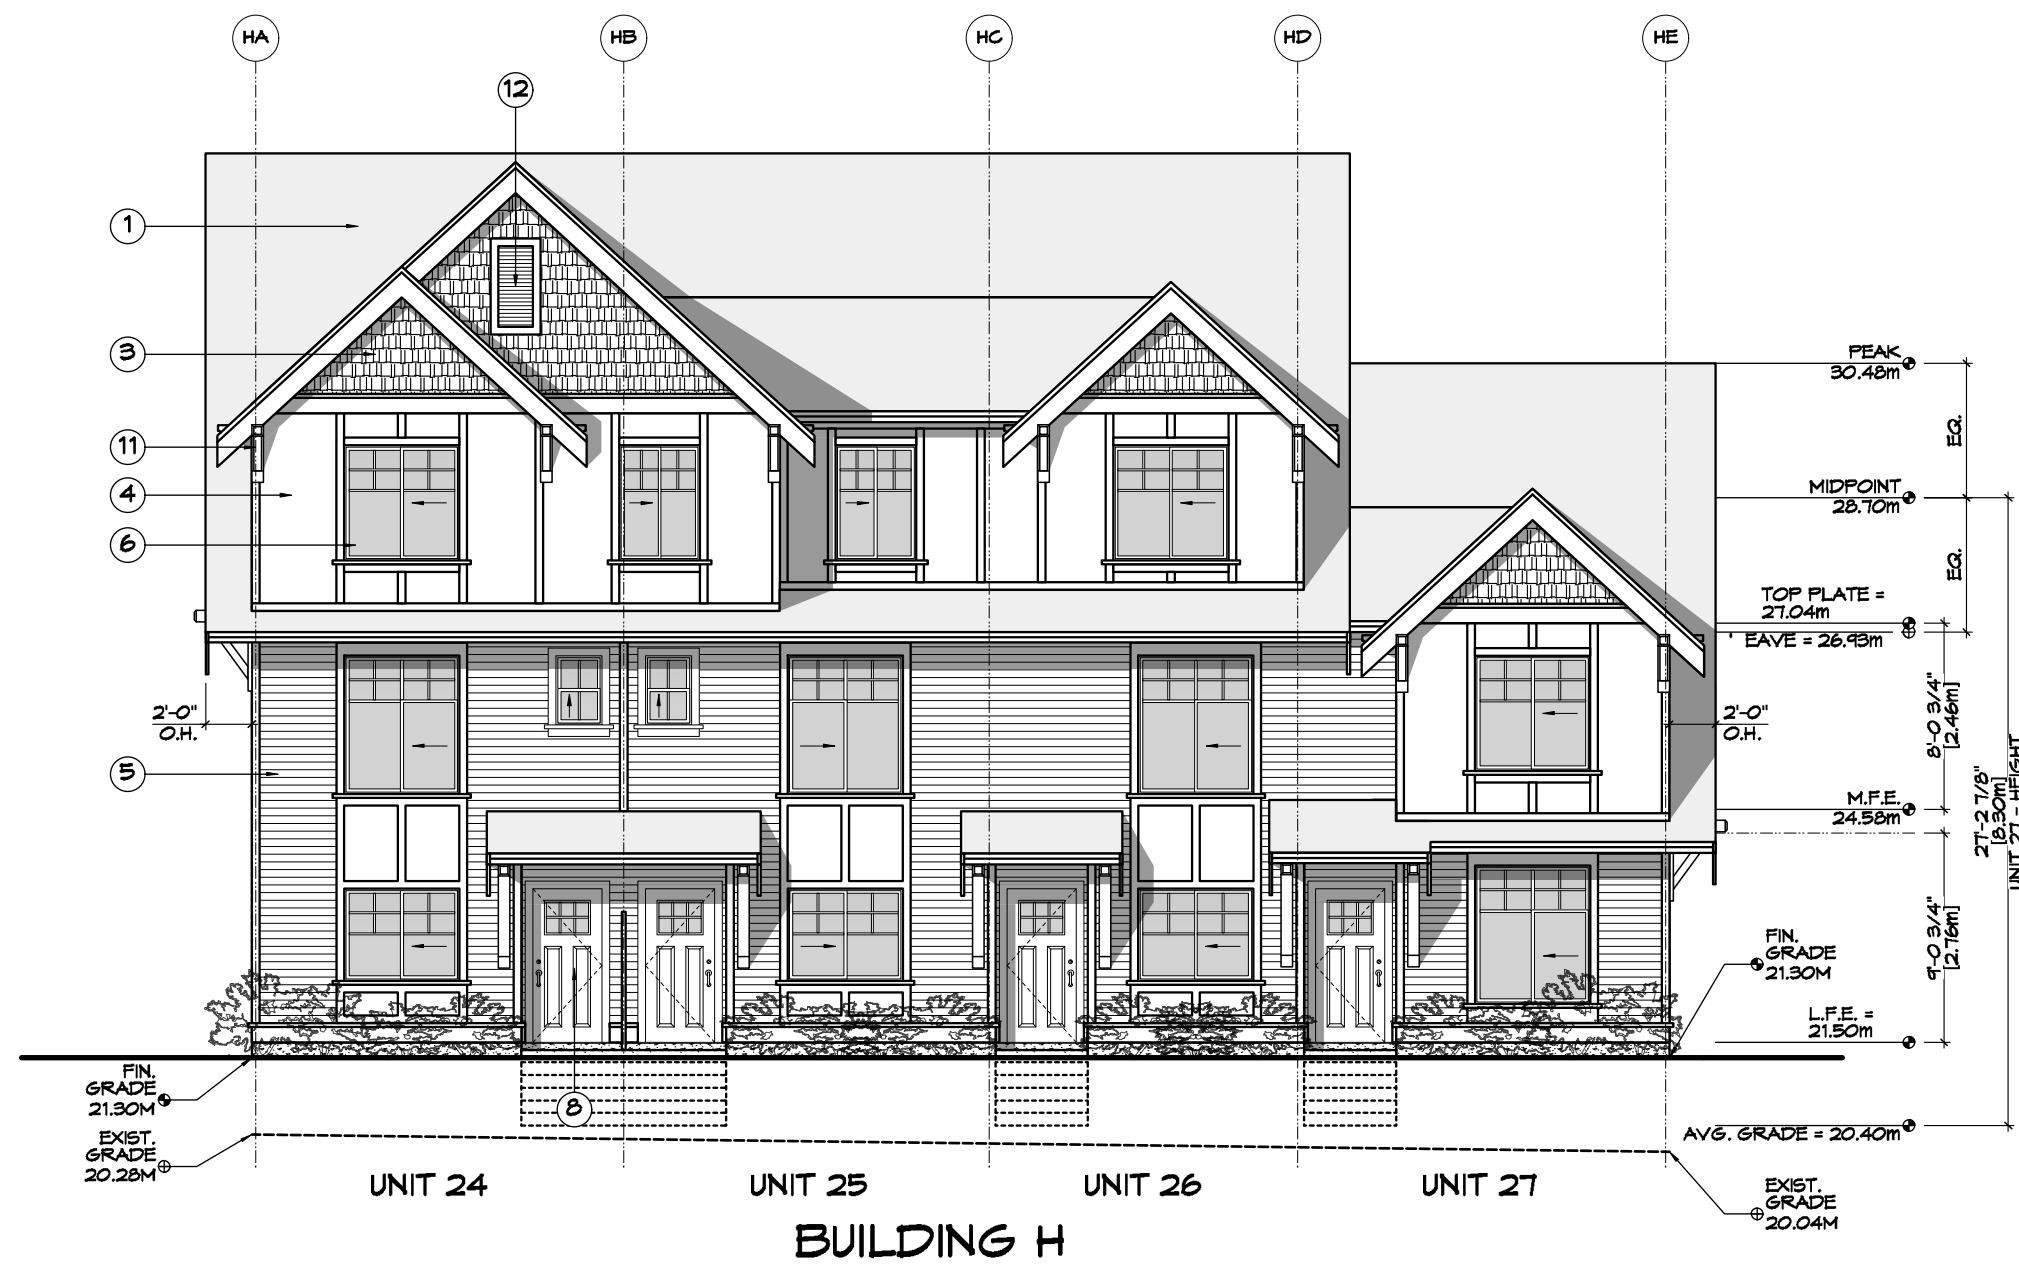 HA
HB
HC
HD
HE
12
1
3
PEAK
30.48m
EQ.
11
4
MIDPOINT
28.70m
6
EQ.
TOP PLATE =
27.04m
EAVE = 26.93m
2'-0"
O.H.
2'-0"
O.H.
8'-0 3/4"
[2.46m]
5
M.F.E.
24.58m
27'-2 7/8"
[8.30m]
UNIT 27 - HEIGHT
9'-0 3/4"
[2.76m]
FIN.
GRADE
21.30M
L.F.E. =
21.50m
FIN.
GRADE
21.30M
8
AVG. GRADE = 20.40m
EXIST.
GRADE
20.28M
UNIT 24
UNIT 25
UNIT 26
UNIT 27
EXIST.
GRADE
20.04M
BUILDING H